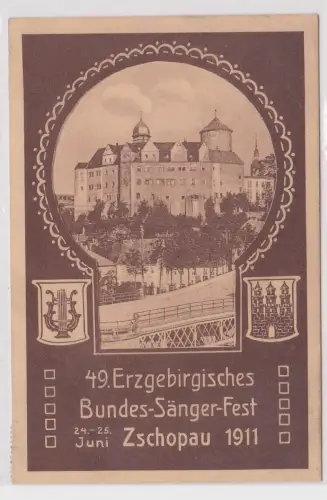 49. Erzgebirgisches
Bundes-Sänger-Fest
24.-25. Juni Zschopau 1911